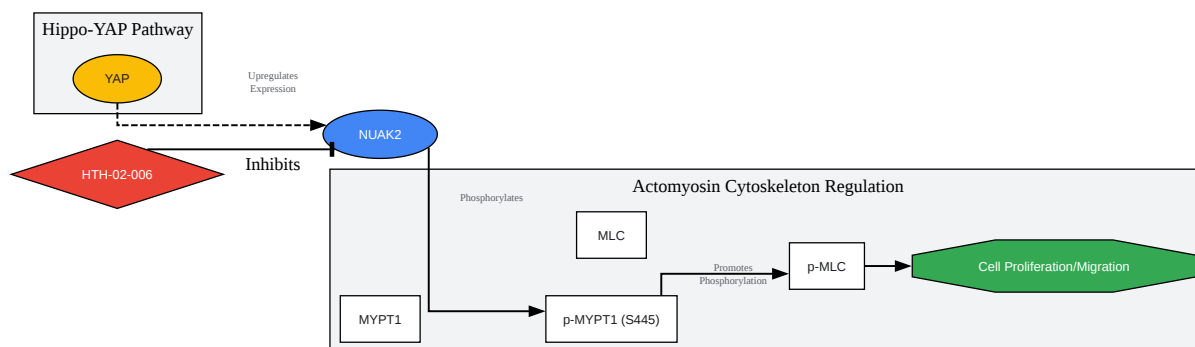 Hippo-YAP Pathway
YAP
Upregulates
Expression
NUAK2
HTH-02-006
Inhibits
Actomyosin Cytoskeleton Regulation
Phosphorylates
MLC
Promotes
Phosphorylation
p-MLC
Cell Proliferation/Migration
MYPT1
p-MYPT1 (S445)